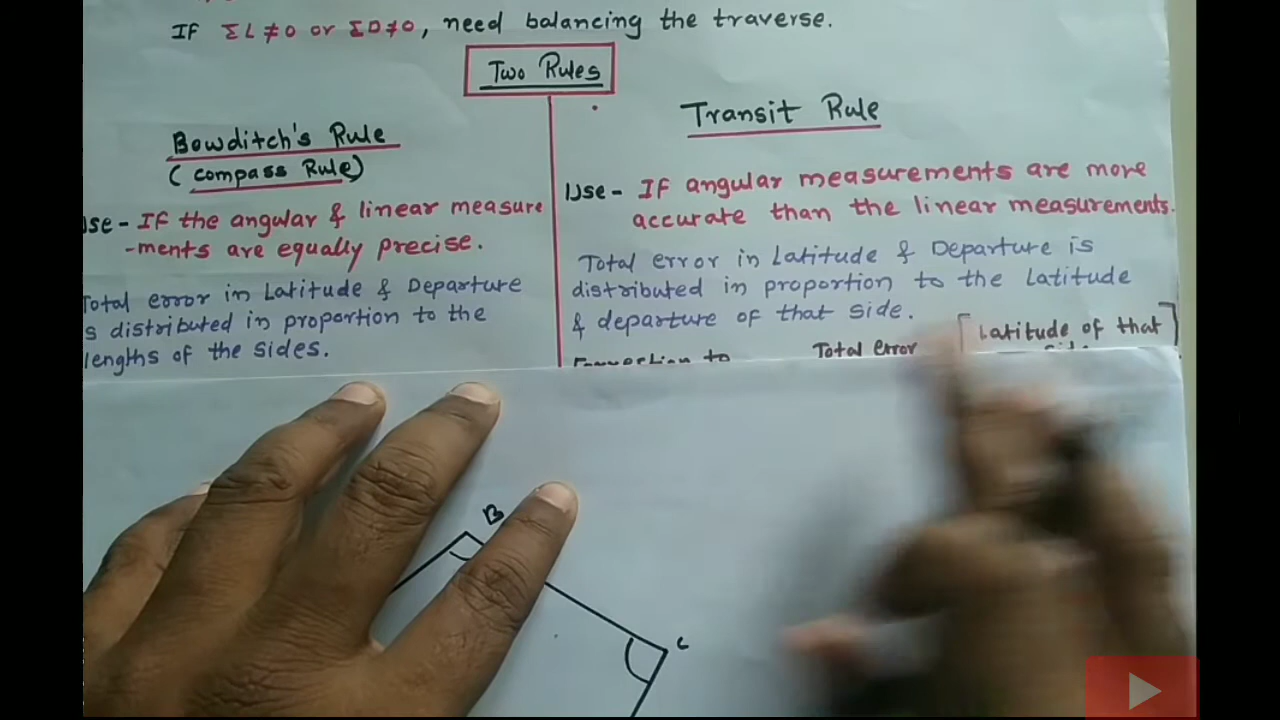 If ΣL≠0 or ΣD≠0, need balancing the traverse.
Two Rules
Bowditch's Rule
(compass Rule)
Use - If the angular & linear measure
-ments are equally precise.
Total error in Latitude & Departure
is distributed in proportion to the
lengths of the sides.
Transit Rule
Use - If angular measurements are more
accurate than the linear measurements.
Total error in Latitude & Departure is
distributed in proportion to the Latitude
& departure of that side.
[Latitude of that]
to Total error
B
C